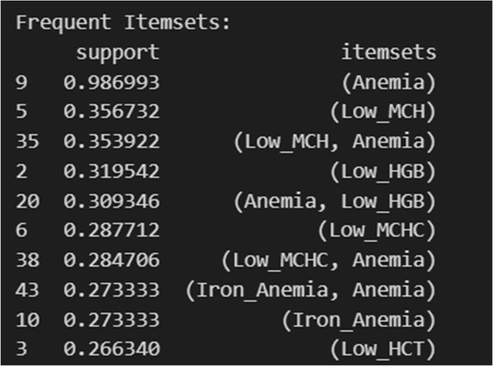 Frequent Itemsets:
support itemsets
9 0.986993 (Anemia)
5 0.356732 (Low_MCH)
35 0.353922 (Low_MCH, Anemia)
2 0.319542 (Low_HGB)
20 0.309346 (Anemia, Low_HGB)
6 0.287712 (Low_MCHC)
38 0.284706 (Low_MCHC, Anemia)
43 0.273333 (Iron_Anemia, Anemia)
10 0.273333 (Iron_Anemia)
3 0.266340 (Low_HCT)